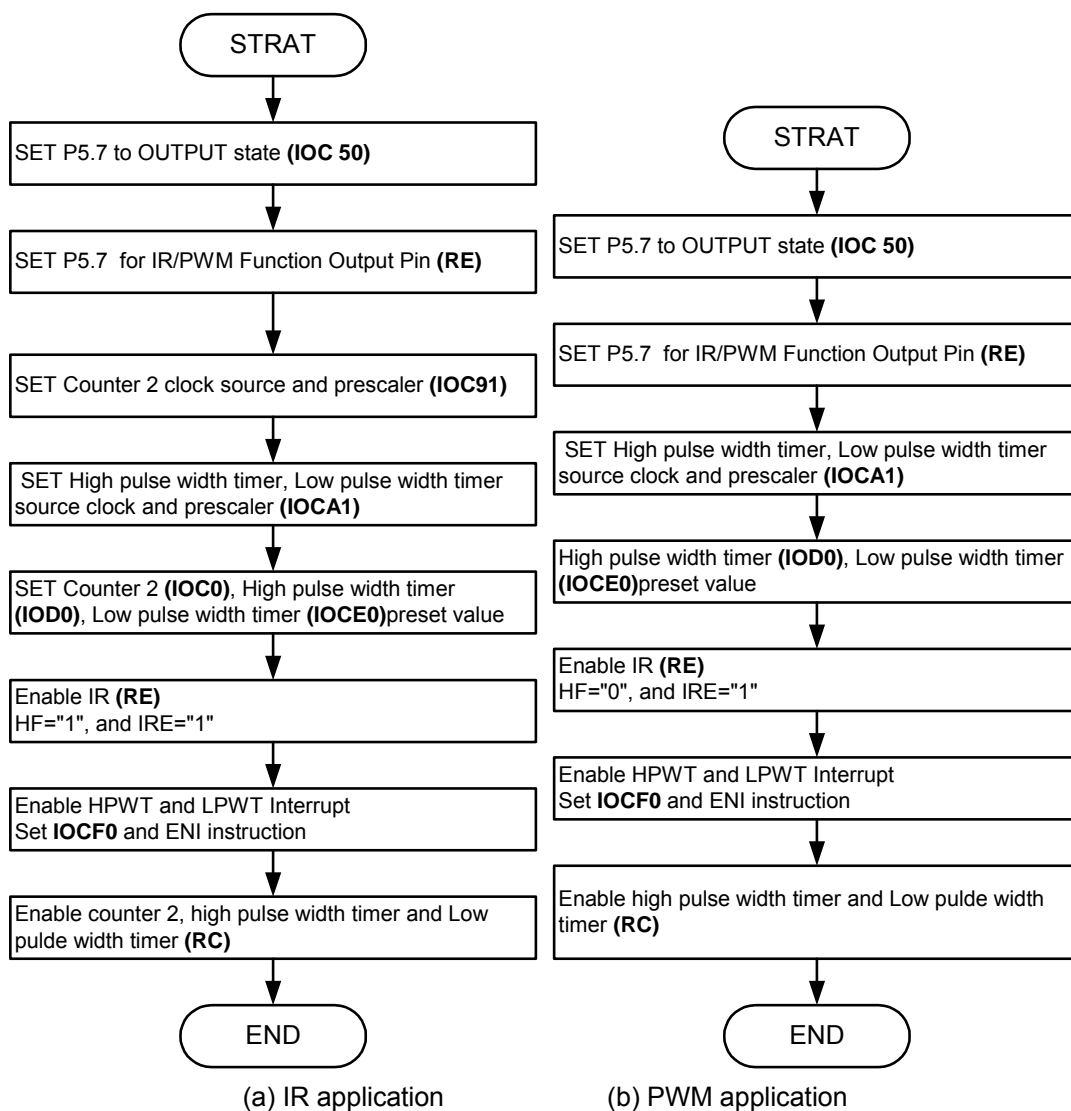 STRAT
SET P5.7 to OUTPUT state (IOC 50)
SET P5.7 for IR/PWM Function Output Pin (RE)
SET Counter 2 clock source and prescaler (IOC91)
SET High pulse width timer, Low pulse width timer
source clock and prescaler (IOCA1)
SET Counter 2 (IOC0), High pulse width timer
(IOD0), Low pulse width timer (IOCE0)preset value
Enable IR (RE)
HF="1", and IRE="1"
Enable HPWT and LPWT Interrupt
Set IOCF0 and ENI instruction
Enable counter 2, high pulse width timer and Low
pulde width timer (RC)
END
(a) IR application
STRAT
SET P5.7 to OUTPUT state (IOC 50)
SET P5.7 for IR/PWM Function Output Pin (RE)
SET High pulse width timer, Low pulse width timer
source clock and prescaler (IOCA1)
High pulse width timer (IOD0), Low pulse width timer
(IOCE0)preset value
Enable IR (RE)
HF="0", and IRE="1"
Enable HPWT and LPWT Interrupt
Set IOCF0 and ENI instruction
Enable high pulse width timer and Low pulde width
timer (RC)
END
(b) PWM application